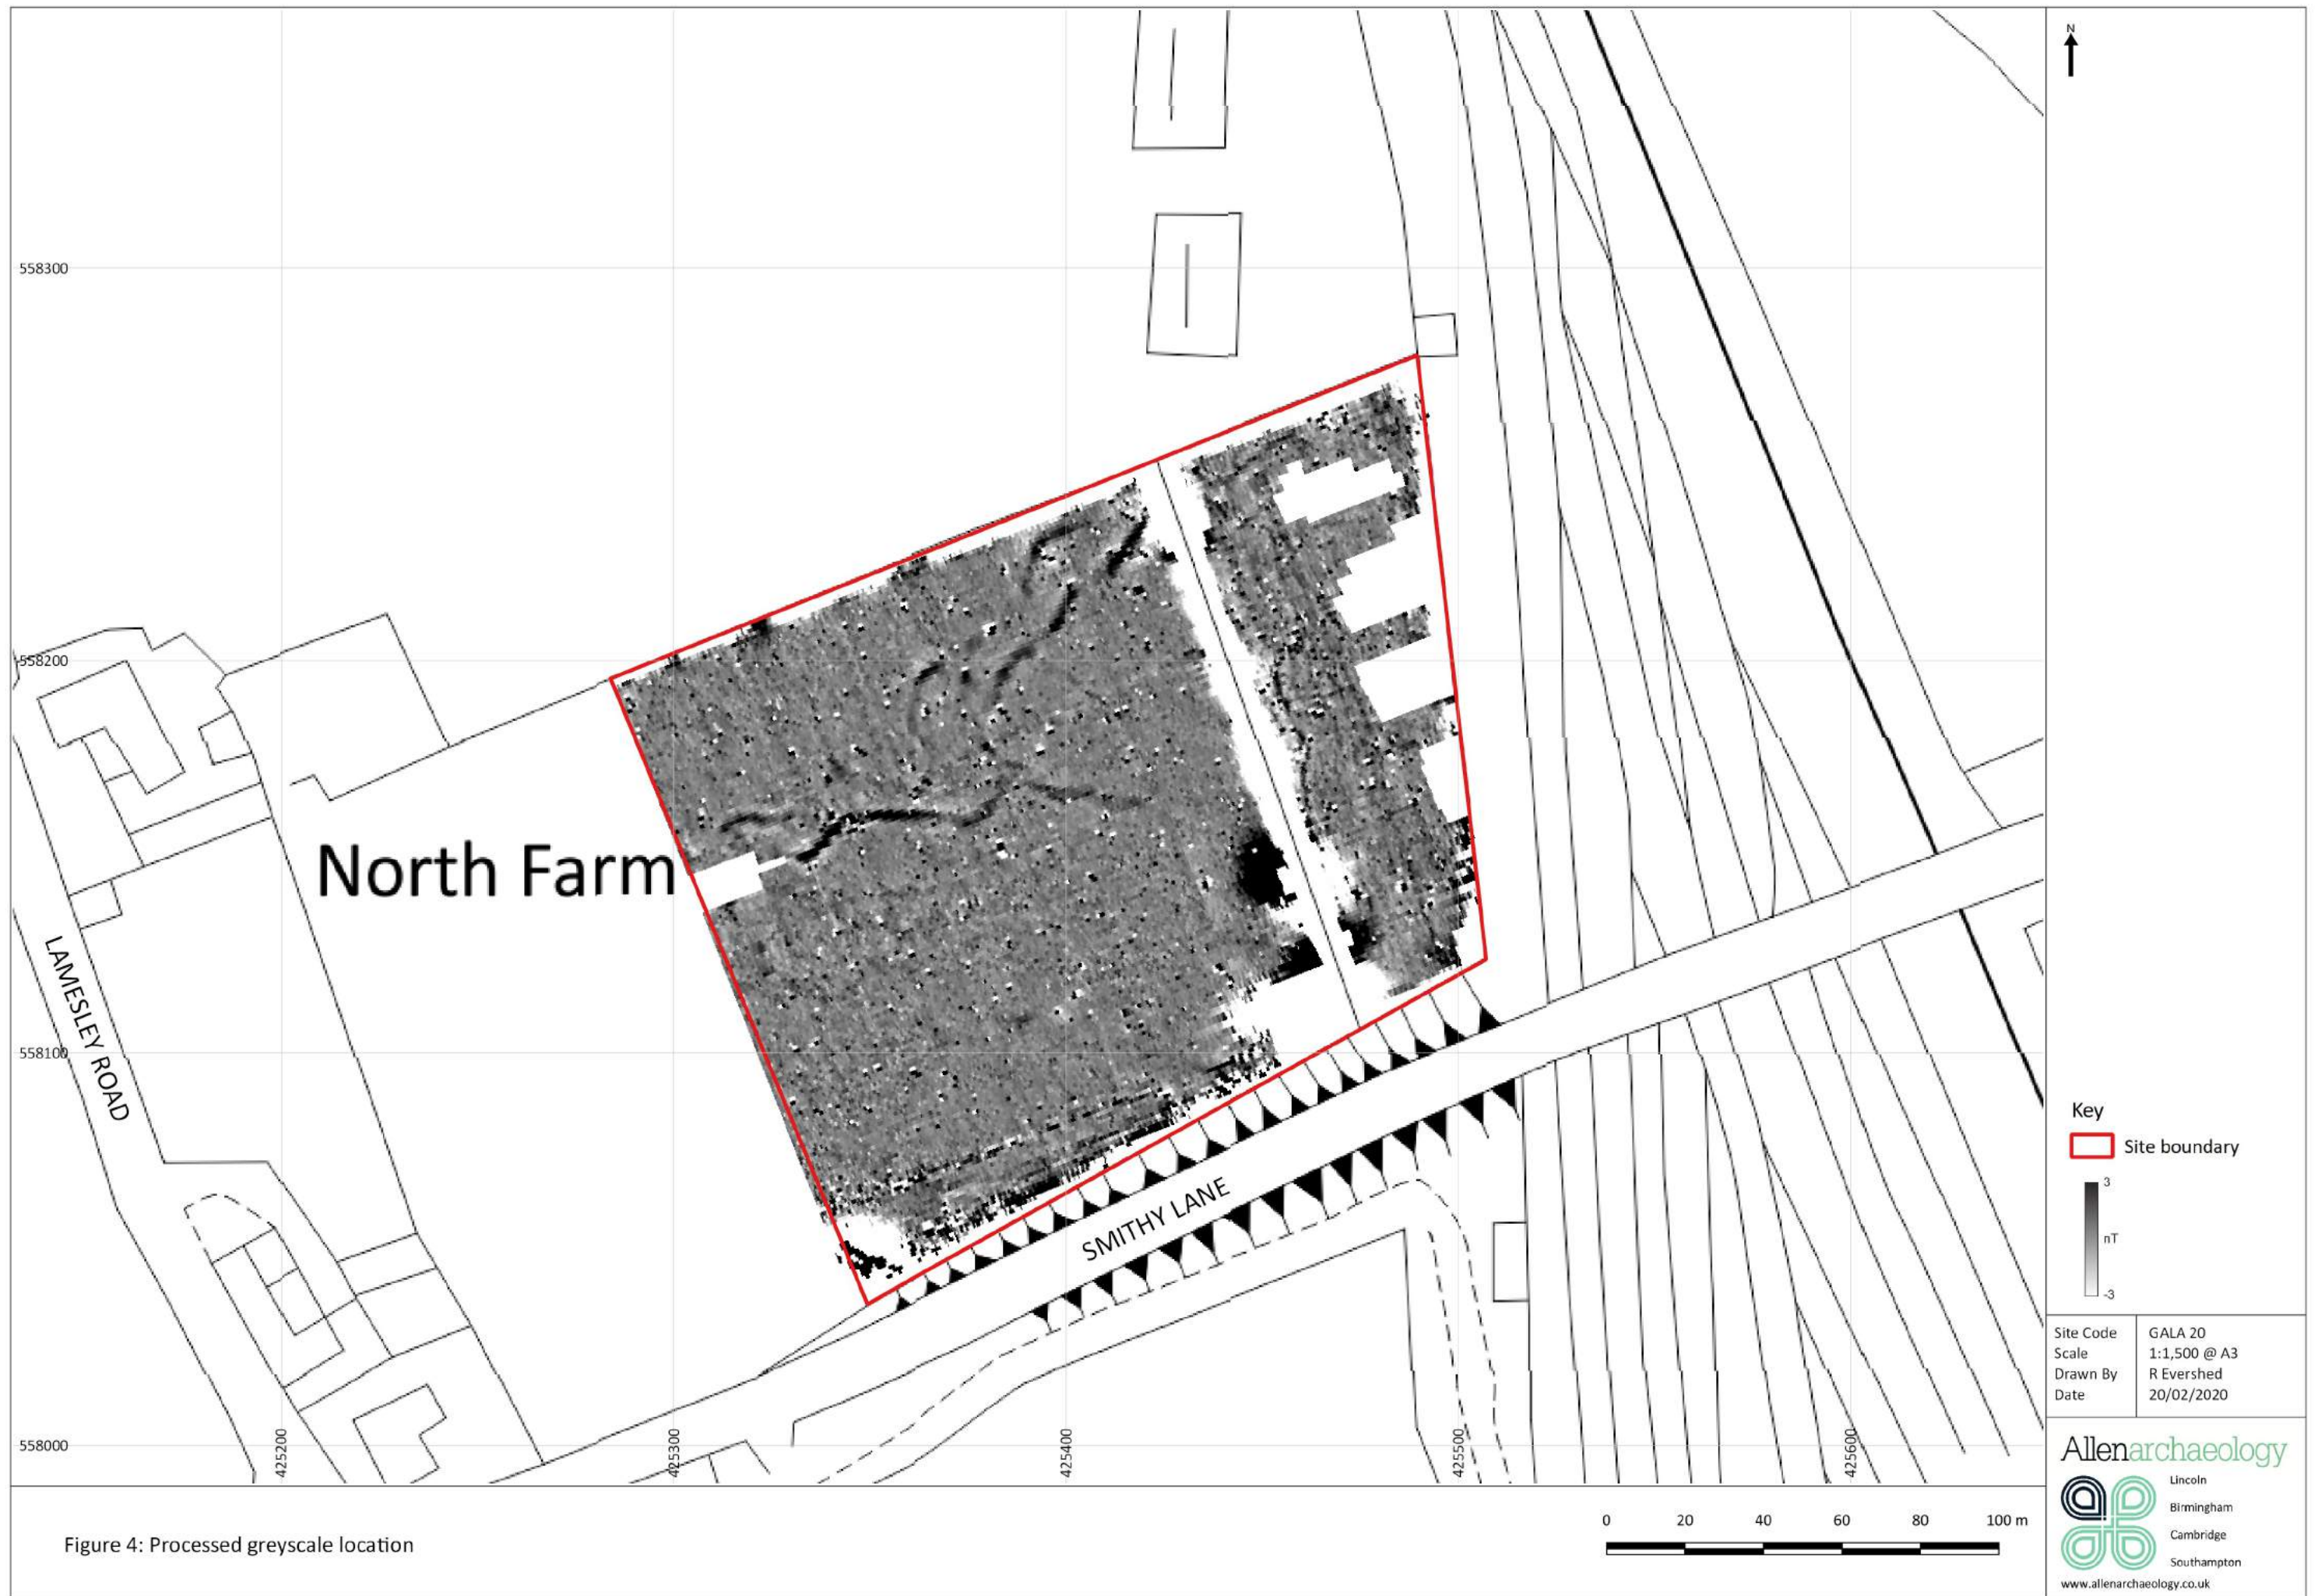 N
558300
558200
North Farm
LAMESLEY ROAD
558100
SMITHY LANE
558000
425200
425300
425400
425500
425600
Key
Site boundary
3
nT
-3
Site Code GALA 20
Scale 1:1,500 @ A3
Drawn By R Evershed
Date 20/02/2020
Allenarchaeology
Lincoln
Birmingham
Cambridge
Southampton
www.allenarchaeology.co.uk
Figure 4: Processed greyscale location
0 20 40 60 80 100 m